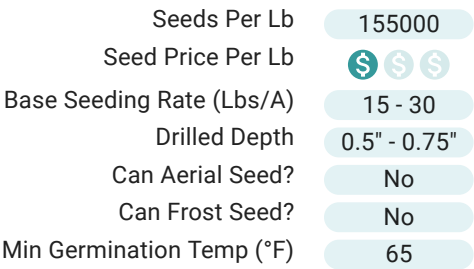 Seeds Per Lb 155000
Seed Price Per Lb $ $ $
Base Seeding Rate (Lbs/A) 15 - 30
Drilled Depth 0.5" - 0.75"
Can Aerial Seed? No
Can Frost Seed? No
Min Germination Temp (°F) 65